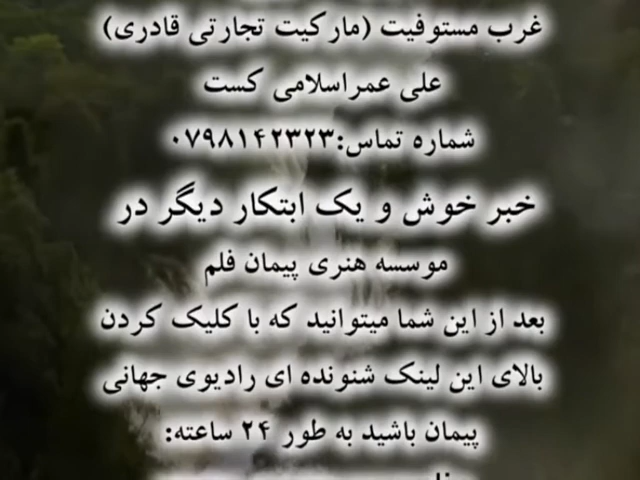 غرب مستوفیت (مارکیت تجارتی قادری)
علی عمراسلامی کست
شماره تماس:۰۷۹۸۱۴۲۳۲۳
خبر خوش و یک ابتکار دیگر در
موسسه هنری پیمان فلم
بعد از این شما میتوانید که با کلیک کردن
بالای این لینک شنونده ای رادیوی جهانی
پیمان باشید به طور ۲۴ ساعته: